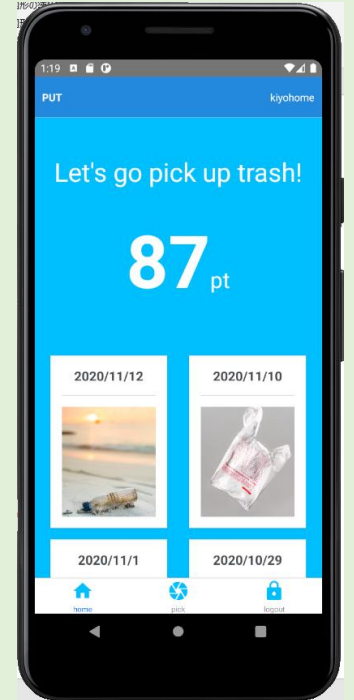 1:19
PUT kiyohome
Let's go pick up trash!
87 pt
2020/11/12 2020/11/10
2020/11/1 2020/10/29
home pick logout